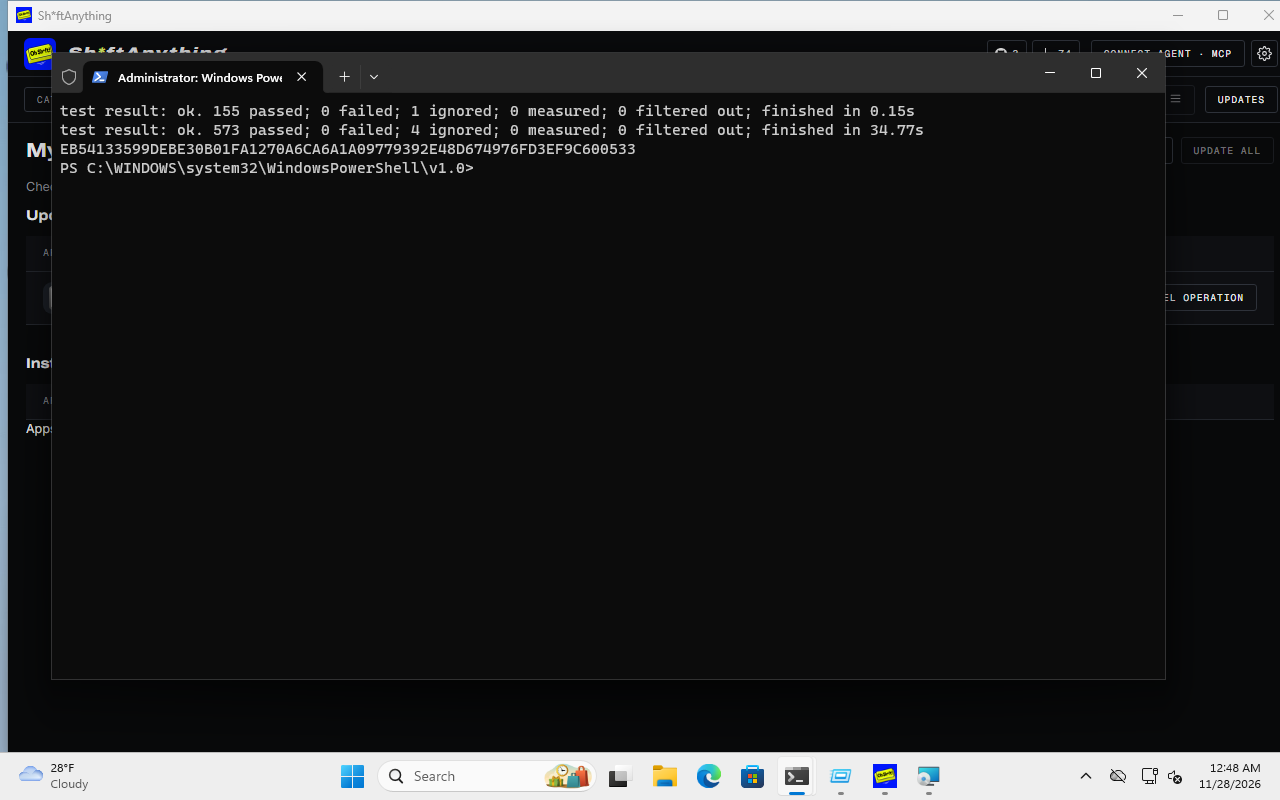 Sh*ftAnything
Sh*ftAnything
CONNECT AGENT · MCP
Administrator: Windows Powe
UPDATES
test result: ok. 155 passed; 0 failed; 1 ignored; 0 measured; 0 filtered out; finished in 0.15s
test result: ok. 573 passed; 0 failed; 4 ignored; 0 measured; 0 filtered out; finished in 34.77s
EB54133599DEBE30B01FA1270A6CA6A1A09779392E48D674976FD3EF9C600533
PS C:\WINDOWS\system32\WindowsPowerShell\v1.0>
My
UPDATE ALL
Chec
Upd
EL OPERATION
Inst
Apps
28°F
Cloudy
Search
12:48 AM
11/28/2026